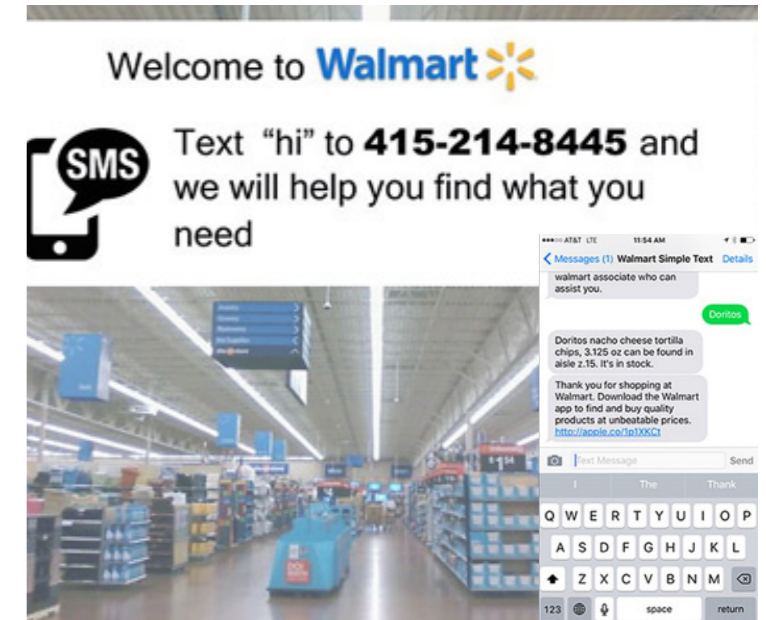 Welcome to Walmart
SMS
Text "hi" to 415-214-8445 and
we will help you find what you
need
AT&T LTE 11:54 AM
Messages (1) Walmart Simple Text Details
walmart associate who can
assist you.
Doritos
Doritos nacho cheese tortilla
chips, 3.125 oz can be found in
aisle z.15. It's in stock.
Thank you for shopping at
Walmart. Download the Walmart
app to find and buy quality
products at unbeatable prices.
http://apple.co/1p1XKCt
Text Message Send
I The Thank
Q W E R T Y U I O P
A S D F G H J K L
Z X C V B N M
123 space return